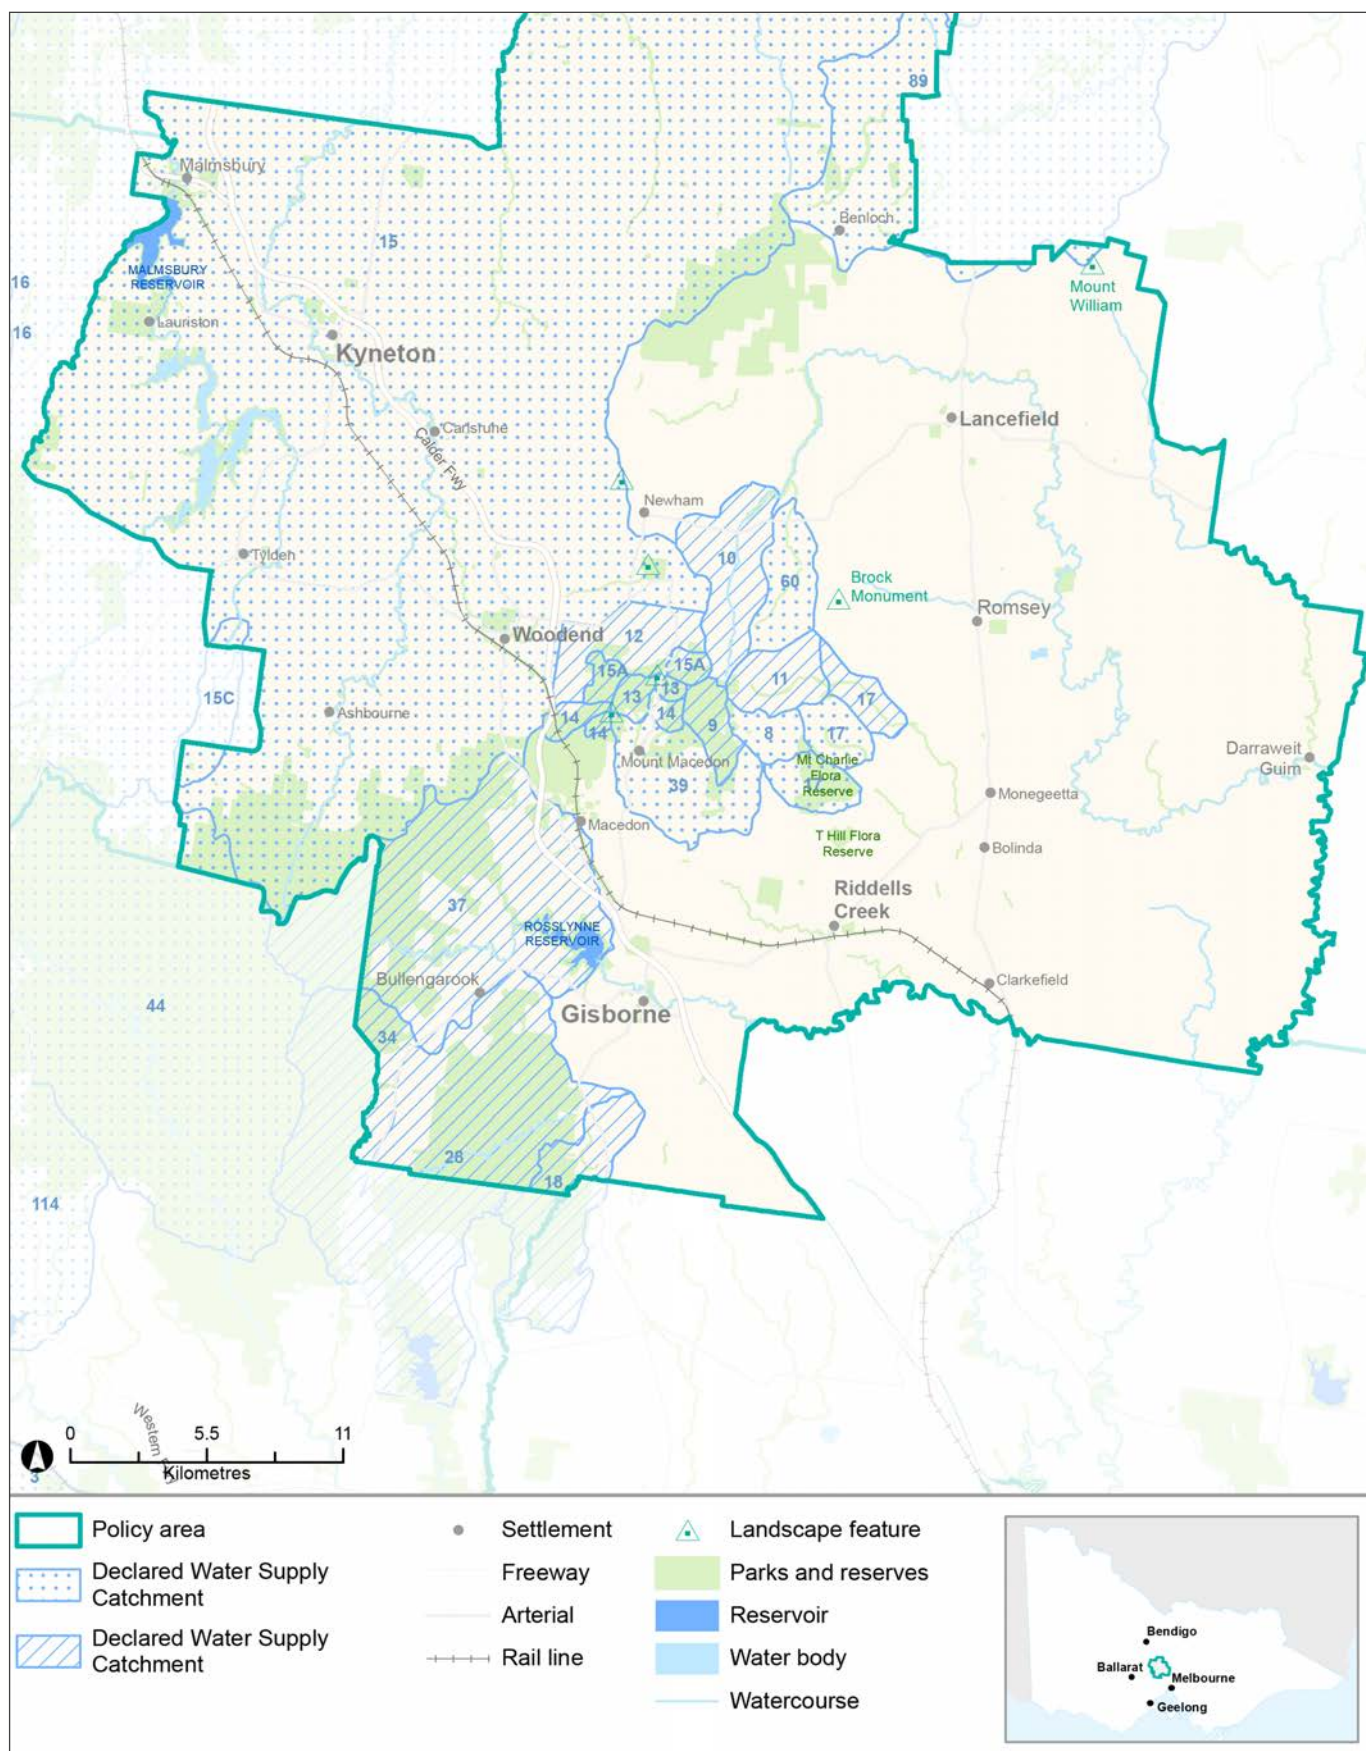 89
Malmsbury
15
Benloch
16
MALMSBURY
RESERVOIR
Mount
William
Lauriston
16
Kyneton
Lancefield
Carlsruhe
Calder Fwy
Newham
10
60
Tylden
Brock
Monument
Romsey
Woodend
12
15A
15A
11
13
13
15C
Ashbourne
14
14
14
9
8
17
17
Mount Macedon
Mt Charlie
Flora
Reserve
17
39
Darraweit
Guim
Monegeetta
Macedon
T Hill Flora
Reserve
Bolinda
Riddells
Creek
37
ROSSLYNNE
RESERVOIR
Bullengarook
Clarkefield
44
Gisborne
34
28
18
114
Western
0
5.5
11
Kilometres
3
Policy area
Declared Water Supply
Catchment
Declared Water Supply
Catchment
Settlement
Freeway
Arterial
Rail line
Landscape feature
Parks and reserves
Reservoir
Water body
Watercourse
Bendigo
Ballarat
Melbourne
Geelong